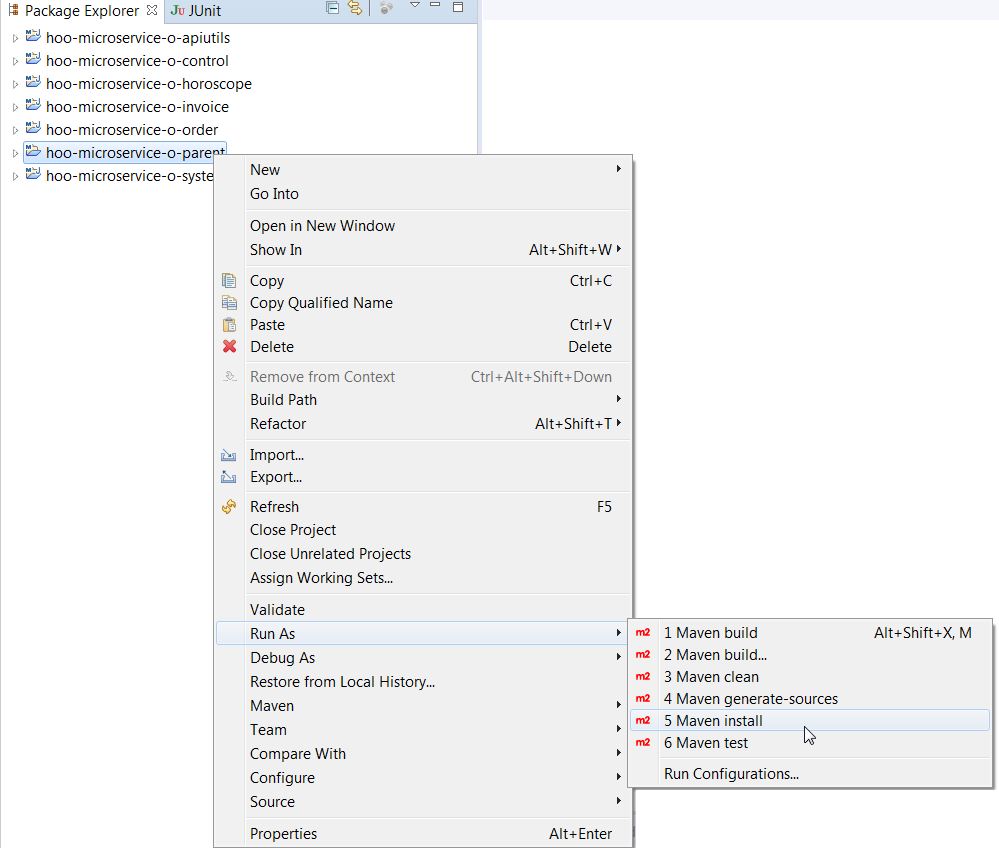 Package Explorer
JUnit
hoo-microservice-o-apiutils
hoo-microservice-o-control
hoo-microservice-o-horoscope
hoo-microservice-o-invoice
hoo-microservice-o-order
hoo-microservice-o-parent
hoo-microservice-o-syste
New
Go Into
Open in New Window
Show In Alt+Shift+W
Copy Ctrl+C
Copy Qualified Name
Paste Ctrl+V
Delete Delete
Remove from Context Ctrl+Alt+Shift+Down
Build Path
Refactor Alt+Shift+T
Import...
Export...
Refresh F5
Close Project
Close Unrelated Projects
Assign Working Sets...
Validate
Run As
Debug As
Restore from Local History...
Maven
Team
Compare With
Configure
Source
Properties Alt+Enter
m2 1 Maven build Alt+Shift+X, M
m2 2 Maven build...
m2 3 Maven clean
m2 4 Maven generate-sources
m2 5 Maven install
m2 6 Maven test
Run Configurations...